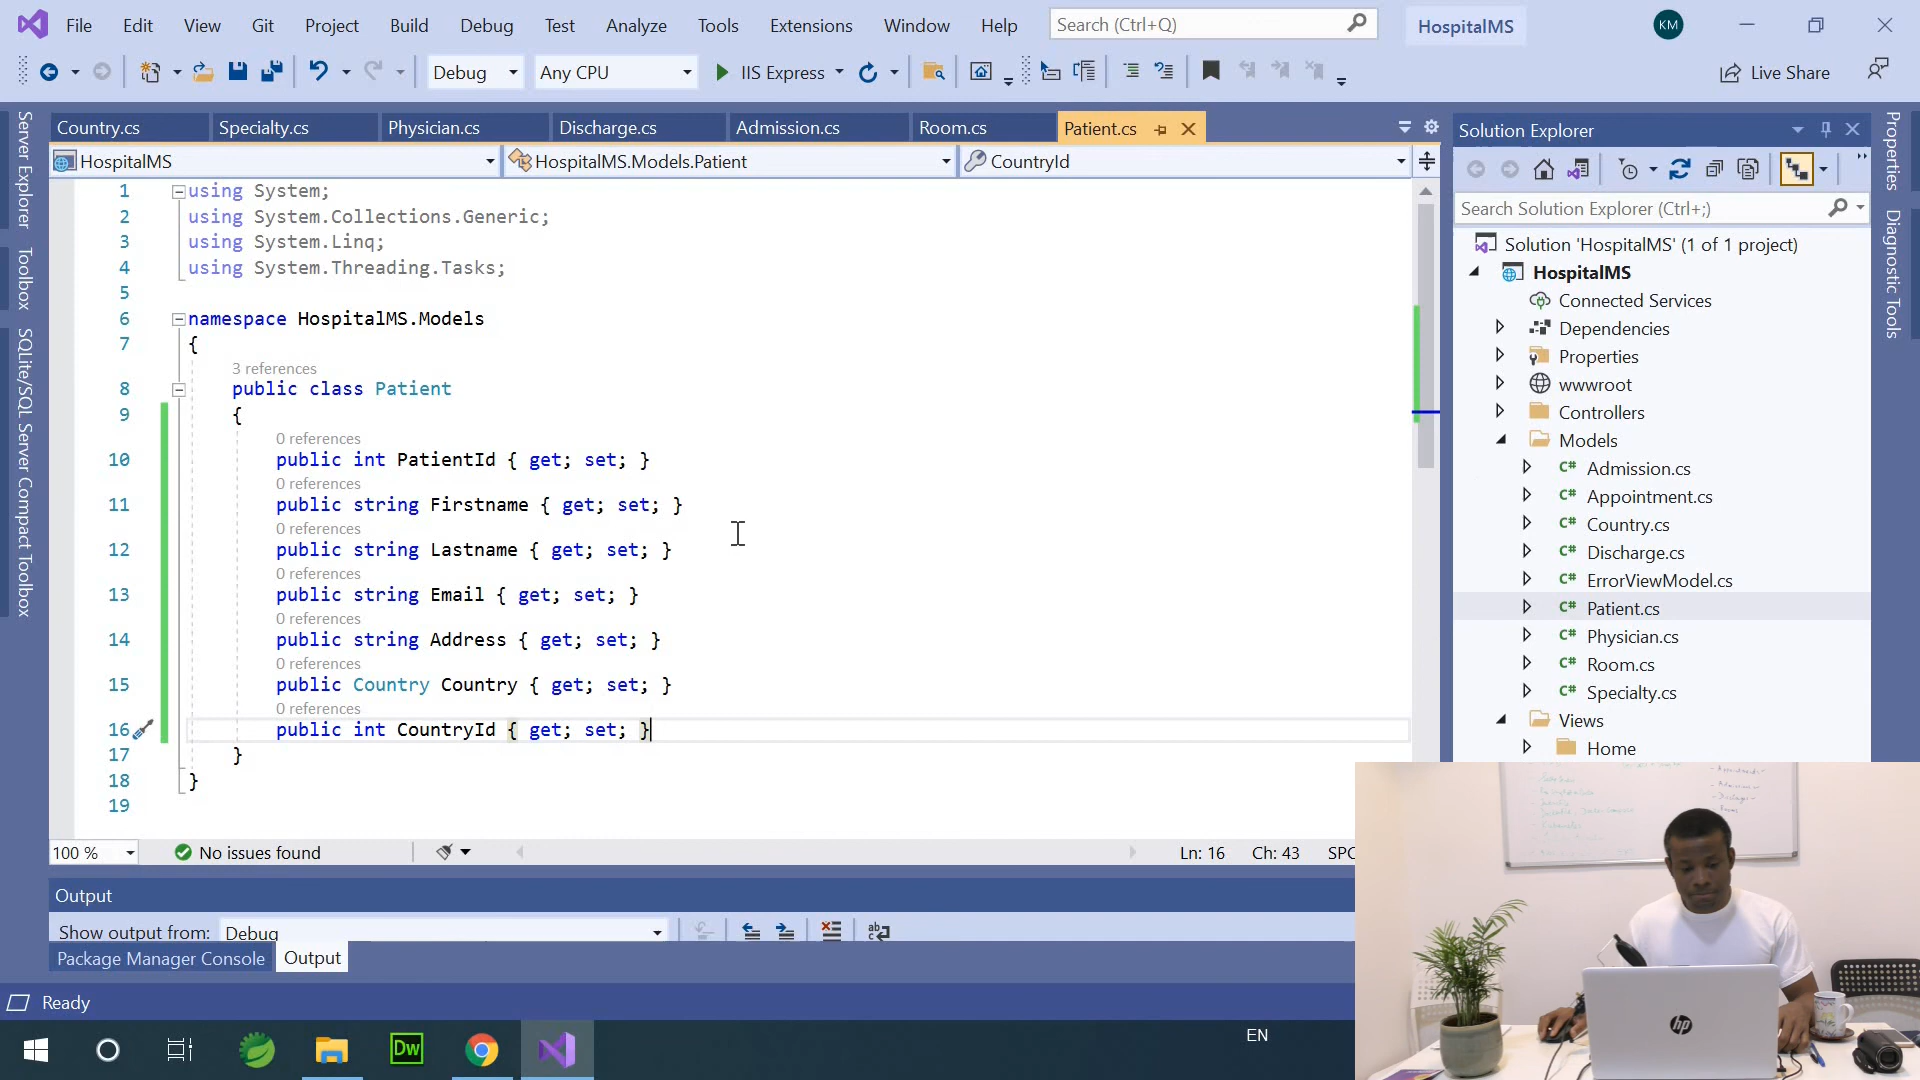 File Edit View Git Project Build Debug Test Analyze Tools Extensions Window Help Search (Ctrl+Q) HospitalMS KM
Debug Any CPU IIS Express Live Share
Country.cs Specialty.cs Physician.cs Discharge.cs Admission.cs Room.cs Patient.cs
HospitalMS HospitalMS.Models.Patient CountryId
1 using System;
2 using System.Collections.Generic;
3 using System.Linq;
4 using System.Threading.Tasks;
5
6 namespace HospitalMS.Models
7 {
3 references
8 public class Patient
9 {
0 references
10 public int PatientId { get; set; }
0 references
11 public string Firstname { get; set; }
0 references
12 public string Lastname { get; set; }
0 references
13 public string Email { get; set; }
0 references
14 public string Address { get; set; }
0 references
15 public Country Country { get; set; }
0 references
16 public int CountryId { get; set; }
17 }
18 }
19
100 % No issues found Ln: 16 Ch: 43 SPC
Output
Show output from: Debug
Package Manager Console Output
Ready
Server Explorer
Toolbox
SQLite/SQL Server Compact Toolbox
Solution Explorer
Search Solution Explorer (Ctrl+;)
Solution 'HospitalMS' (1 of 1 project)
HospitalMS
Connected Services
Dependencies
Properties
wwwroot
Controllers
Models
C# Admission.cs
C# Appointment.cs
C# Country.cs
C# Discharge.cs
C# ErrorViewModel.cs
C# Patient.cs
C# Physician.cs
C# Room.cs
C# Specialty.cs
Views
Home
Properties
Diagnostic Tools
hp
Dw
EN